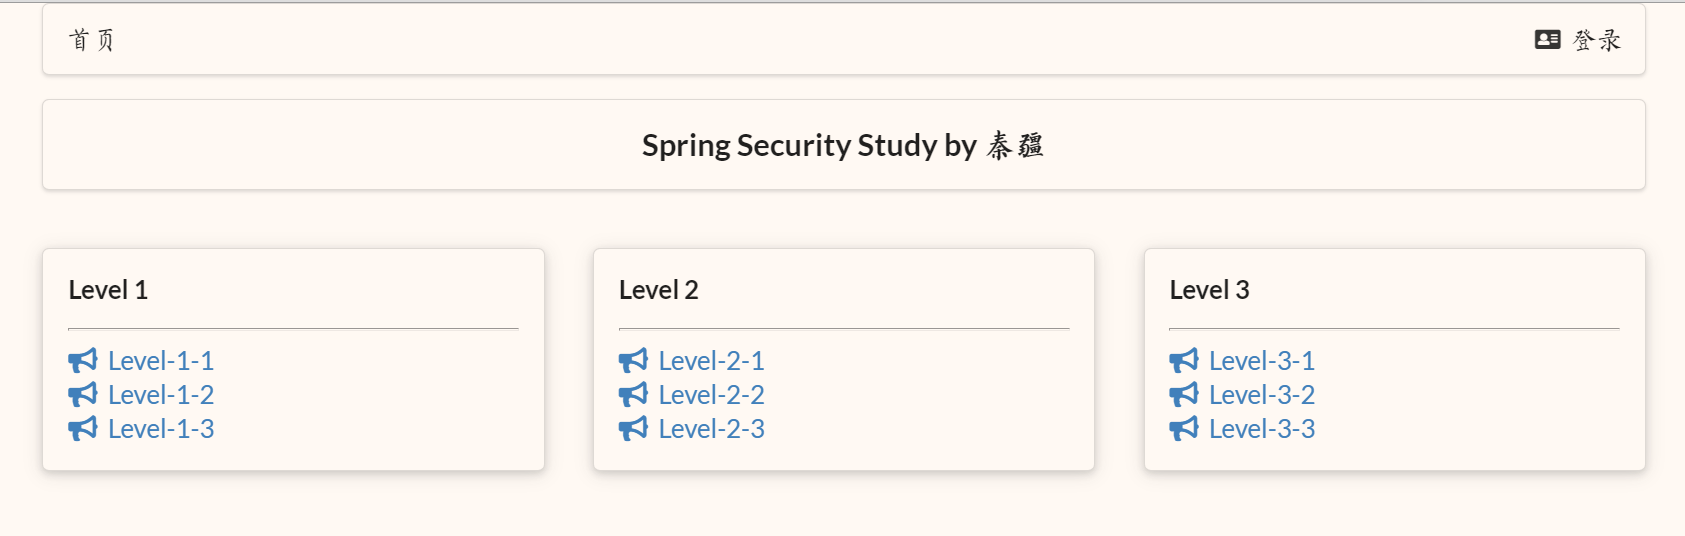 首页
登录
Spring Security Study by 秦疆
Level 1
Level-1-1
Level-1-2
Level-1-3
Level 2
Level-2-1
Level-2-2
Level-2-3
Level 3
Level-3-1
Level-3-2
Level-3-3